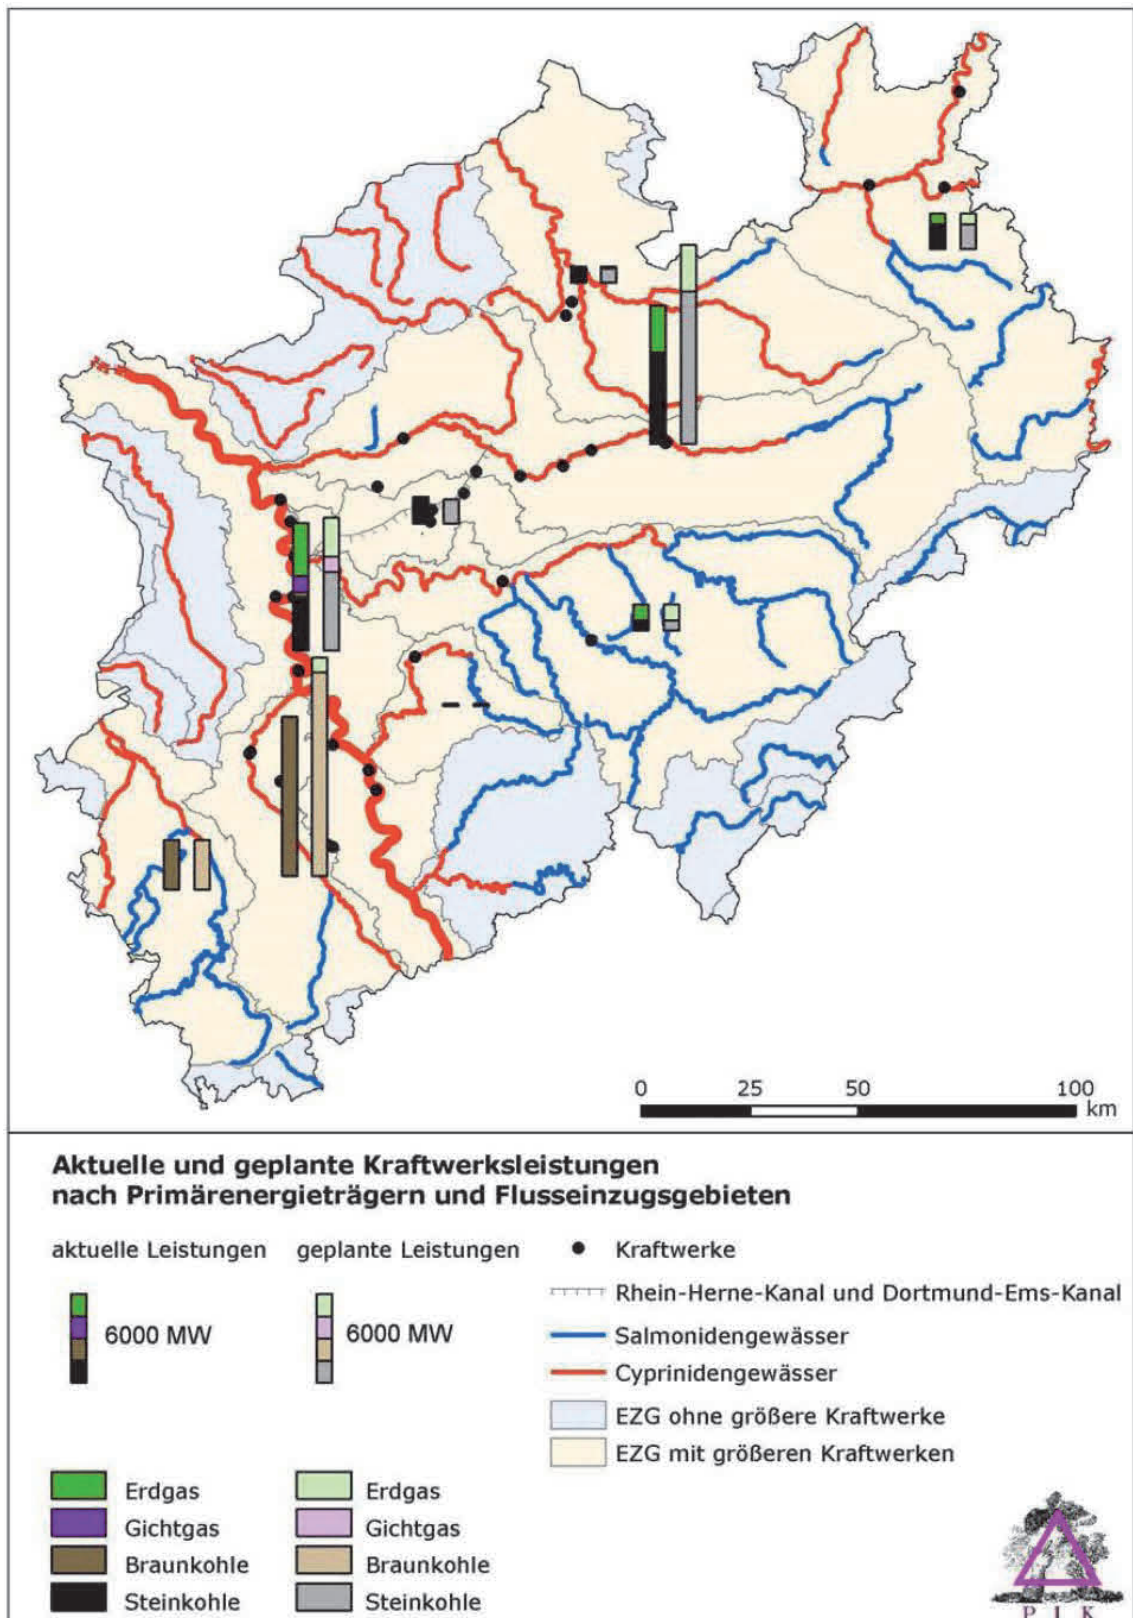 0 25 50 100
km
Aktuelle und geplante Kraftwerksleistungen
nach Primärenergieträgern und Flusseinzugsgebieten
aktuelle Leistungen
geplante Leistungen
6000 MW
6000 MW
Kraftwerke
Rhein-Herne-Kanal und Dortmund-Ems-Kanal
Salmonidengewässer
Cyprinidengewässer
EZG ohne größere Kraftwerke
EZG mit größeren Kraftwerken
Erdgas
Gichtgas
Braunkohle
Steinkohle
Erdgas
Gichtgas
Braunkohle
Steinkohle
P I K